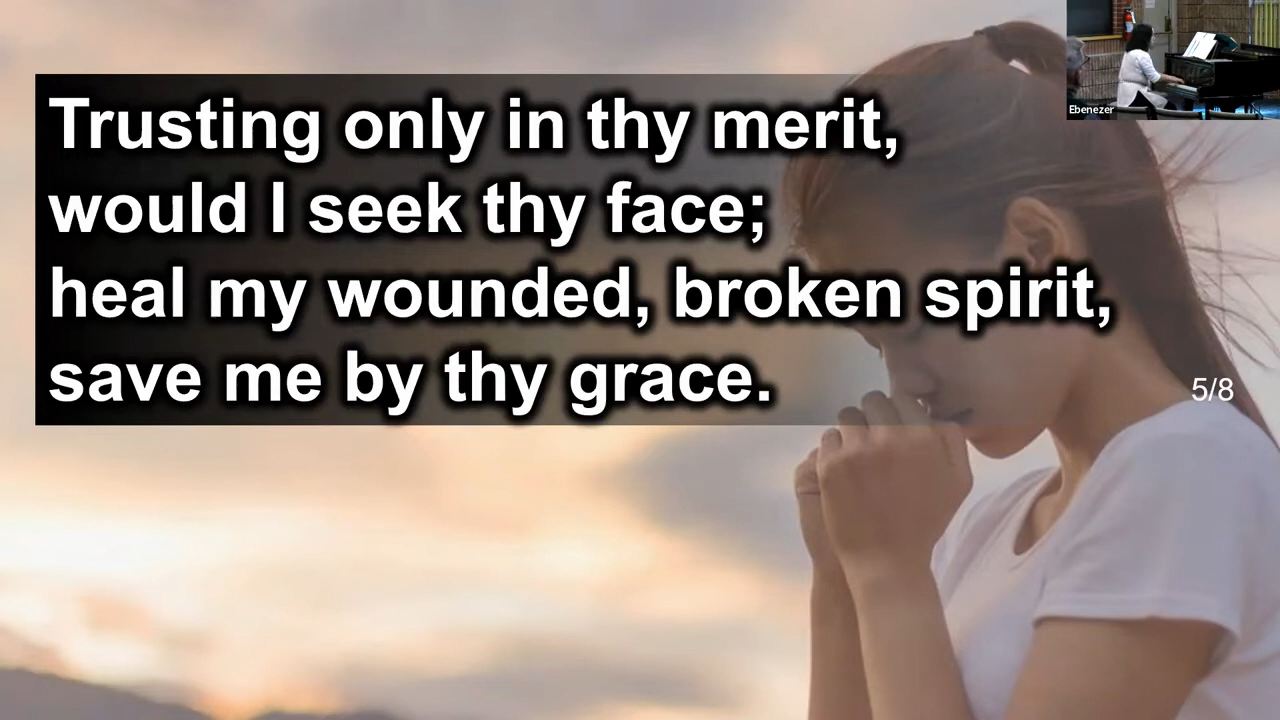 Trusting only in thy merit,
would I seek thy face;
heal my wounded, broken spirit,
save me by thy grace.
5/8
Ebenezer